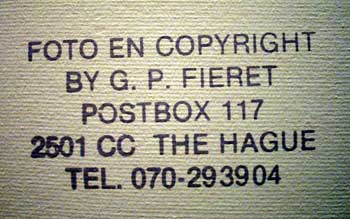 FOTO EN COPYRIGHT
BY G. P. FIERET
POSTBOX 117
2501 CC THE HAGUE
TEL. 070-293904